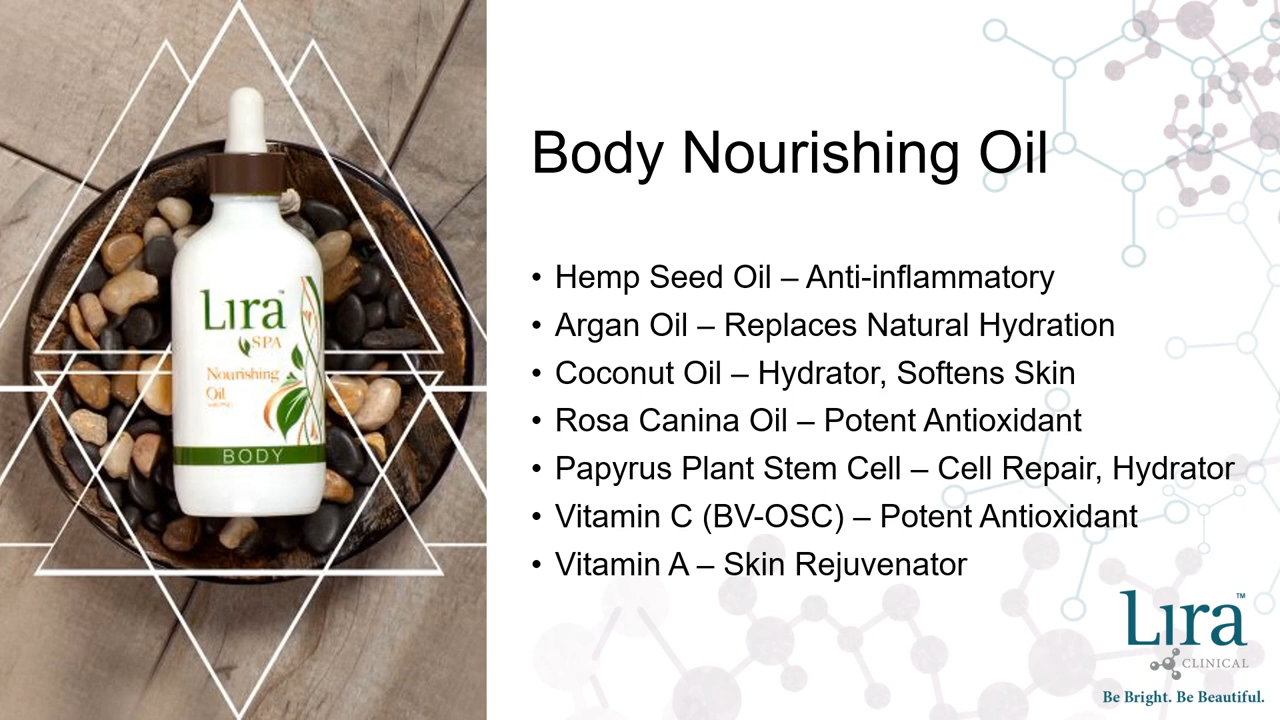 Lira™
SPA
Nourishing
Oil
BODY
Body Nourishing Oil
• Hemp Seed Oil – Anti-inflammatory
• Argan Oil – Replaces Natural Hydration
• Coconut Oil – Hydrator, Softens Skin
• Rosa Canina Oil – Potent Antioxidant
• Papyrus Plant Stem Cell – Cell Repair, Hydrator
• Vitamin C (BV-OSC) – Potent Antioxidant
• Vitamin A – Skin Rejuvenator
Lira™
CLINICAL
Be Bright. Be Beautiful.